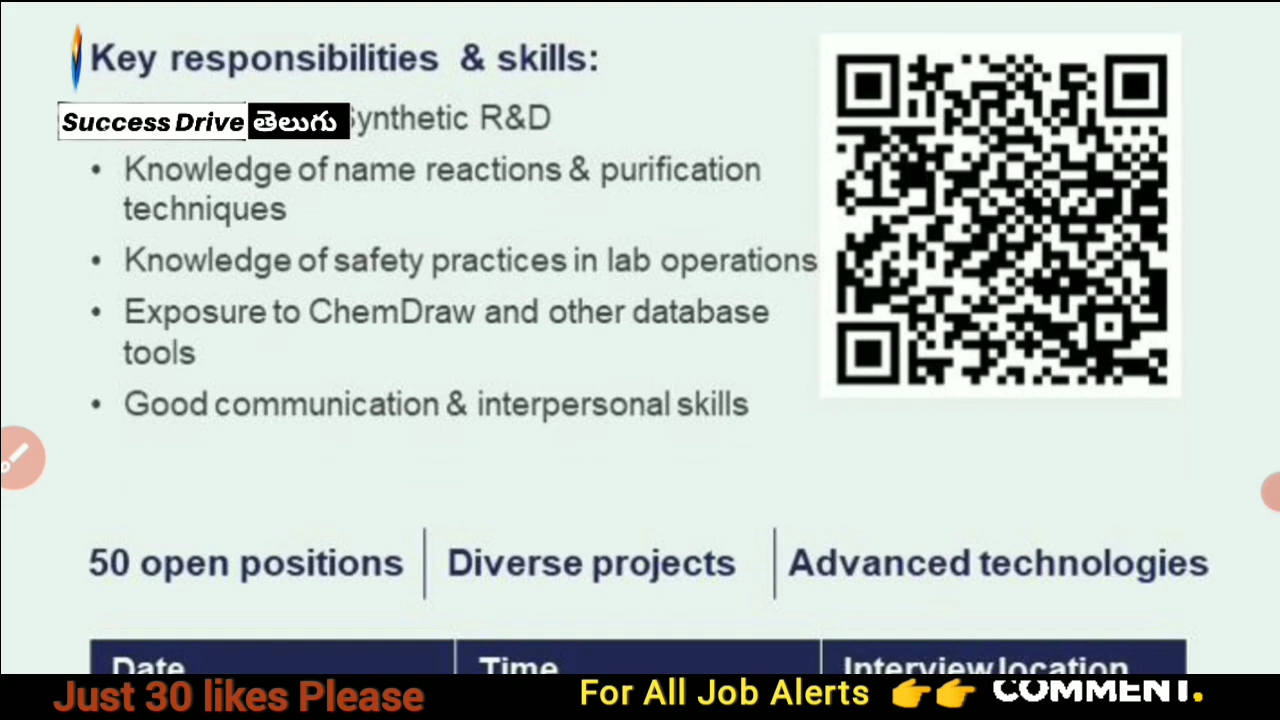 Key responsibilities & skills:
Success Drive తెలుగు
Synthetic R&D
• Knowledge of name reactions & purification
techniques
• Knowledge of safety practices in lab operations
• Exposure to ChemDraw and other database
tools
• Good communication & interpersonal skills
50 open positions
Diverse projects
Advanced technologies
Date
Time
Interview location
Just 30 likes Please
For All Job Alerts 👉👉
COMMENT.